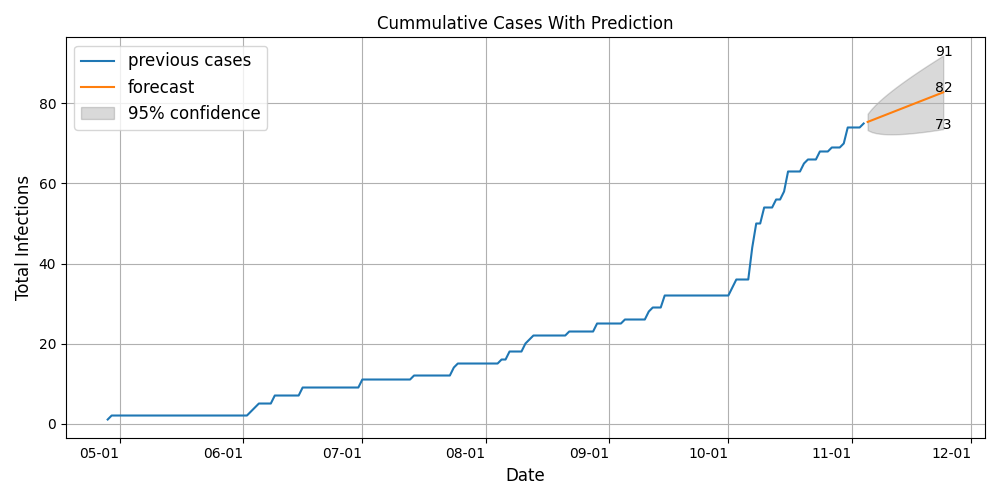 Cummulative Cases With Prediction
previous cases
forecast
95% confidence
91
82
73
Total Infections
80
60
40
20
0
05-01 06-01 07-01 08-01 09-01 10-01 11-01 12-01
Date